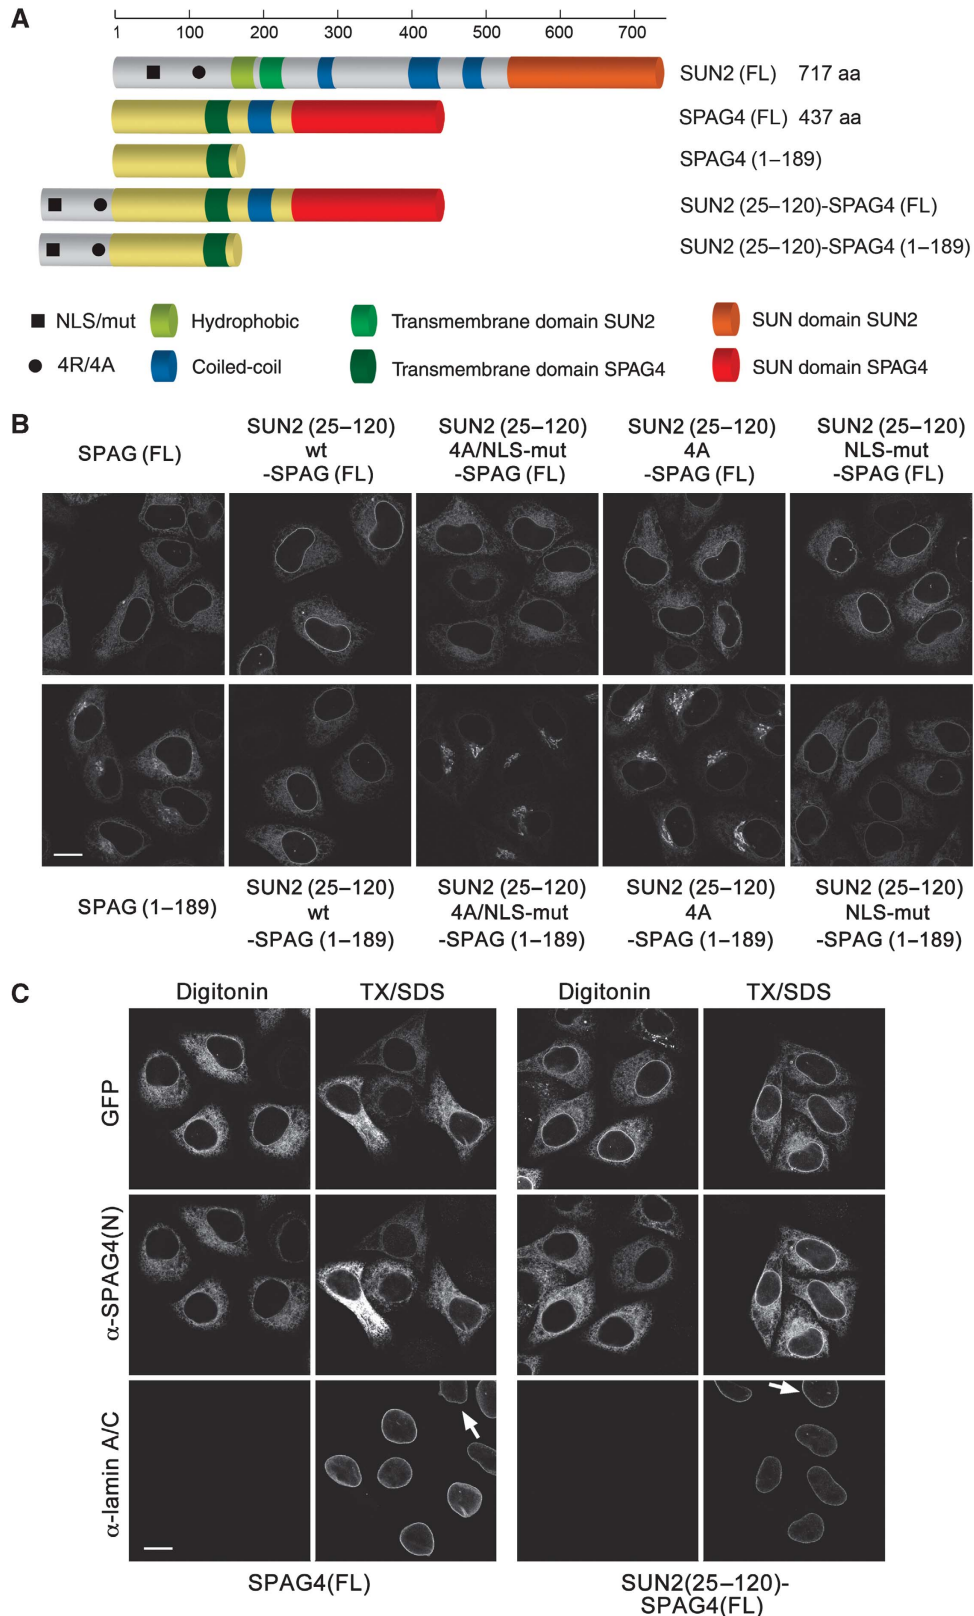 A
1 100 200 300 400 500 600 700
SUN2 (FL) 717 aa
SPAG4 (FL) 437 aa
SPAG4 (1–189)
SUN2 (25–120)-SPAG4 (FL)
SUN2 (25–120)-SPAG4 (1–189)
NLS/mut Hydrophobic Transmembrane domain SUN2 SUN domain SUN2
4R/4A Coiled-coil Transmembrane domain SPAG4 SUN domain SPAG4
B
SPAG (FL)
SUN2 (25–120)
wt
-SPAG (FL)
SUN2 (25–120)
4A/NLS-mut
-SPAG (FL)
SUN2 (25–120)
4A
-SPAG (FL)
SUN2 (25–120)
NLS-mut
-SPAG (FL)
SPAG (1–189)
SUN2 (25–120)
wt
-SPAG (1–189)
SUN2 (25–120)
4A/NLS-mut
-SPAG (1–189)
SUN2 (25–120)
4A
-SPAG (1–189)
SUN2 (25–120)
NLS-mut
-SPAG (1–189)
C
Digitonin TX/SDS Digitonin TX/SDS
GFP
α-SPAG4(N)
α-lamin A/C
SPAG4(FL)
SUN2(25–120)-
SPAG4(FL)